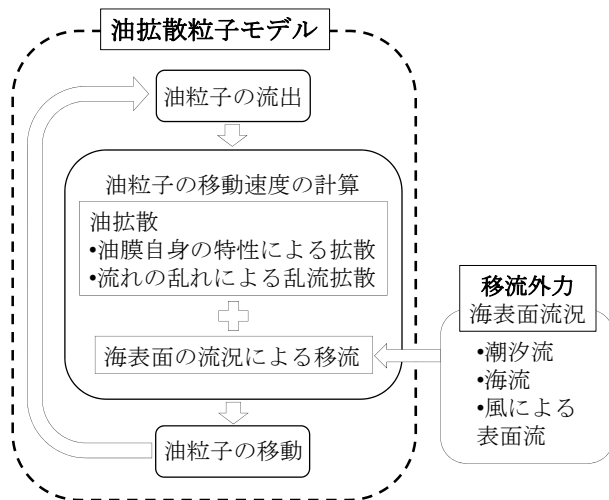 油拡散粒子モデル
油粒子の流出
油粒子の移動速度の計算
油拡散
•油膜自身の特性による拡散
•流れの乱れによる乱流拡散
海表面の流況による移流
油粒子の移動
移流外力
海表面流況
•潮汐流
•海流
•風による
表面流